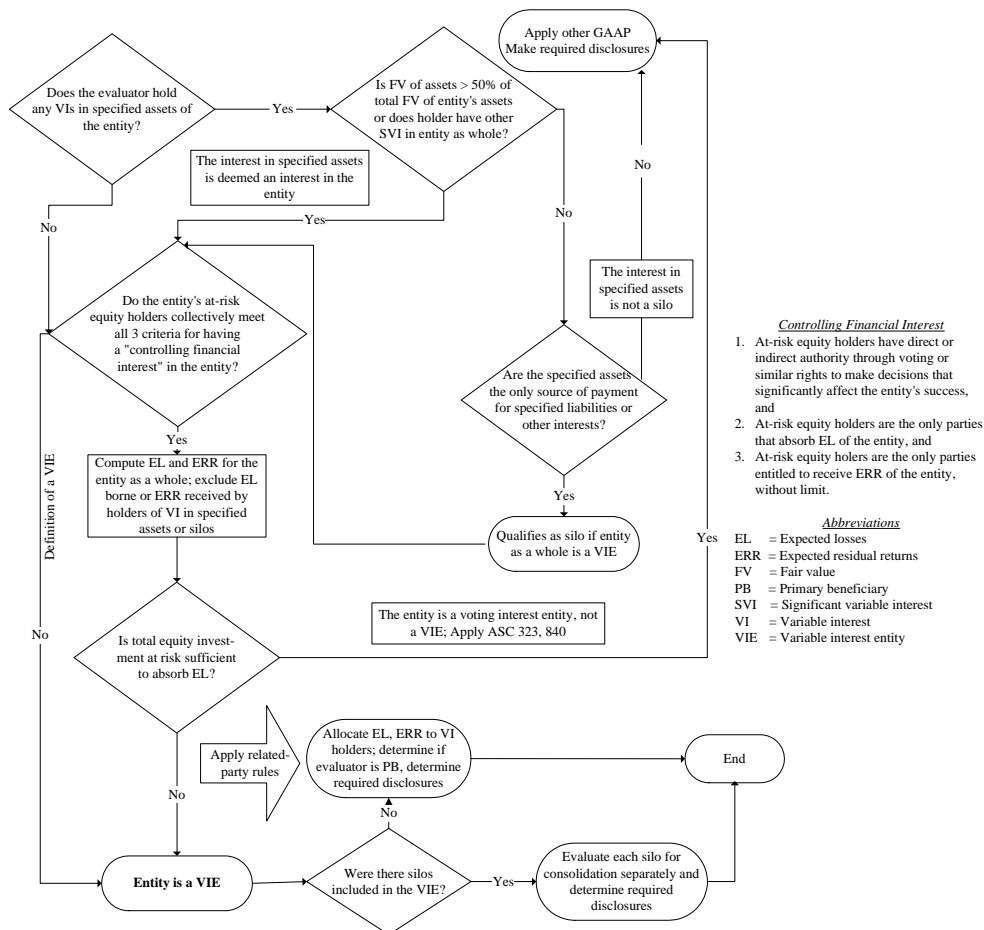 Apply other GAAP
Make required disclosures
Does the evaluator hold
any VIs in specified assets of
the entity?
Yes
Is FV of assets > 50% of
total FV of entity's assets
or does holder have other
SVI in entity as whole?
No
The interest in specified assets
is deemed an interest in the
entity
No
Yes
No
The interest in
specified assets
is not a silo
Do the entity's at-risk
equity holders collectively meet
all 3 criteria for having
a "controlling financial
interest" in the entity?
Are the specified assets
the only source of payment
for specified liabilities or
other interests?
Controlling Financial Interest
1. At-risk equity holders have direct or
indirect authority through voting or
similar rights to make decisions that
significantly affect the entity's success,
and
2. At-risk equity holders are the only parties
that absorb EL of the entity, and
3. At-risk equity holers are the only parties
entitled to receive ERR of the entity,
without limit.
Yes
Definition of a VIE
Compute EL and ERR for the
entity as a whole; exclude EL
borne or ERR received by
holders of VI in specified
assets or silos
Yes
Qualifies as silo if entity
as a whole is a VIE
Yes
Abbreviations
EL = Expected losses
ERR = Expected residual returns
FV = Fair value
PB = Primary beneficiary
SVI = Significant variable interest
VI = Variable interest
VIE = Variable interest entity
No
Is total equity invest-
ment at risk sufficient
to absorb EL?
The entity is a voting interest entity, not
a VIE; Apply ASC 323, 840
Apply related-
party rules
Allocate EL, ERR to VI
holders; determine if
evaluator is PB, determine
required disclosures
End
No
No
Entity is a VIE
Were there silos
included in the VIE?
Yes
Evaluate each silo for
consolidation separately and
determine required
disclosures